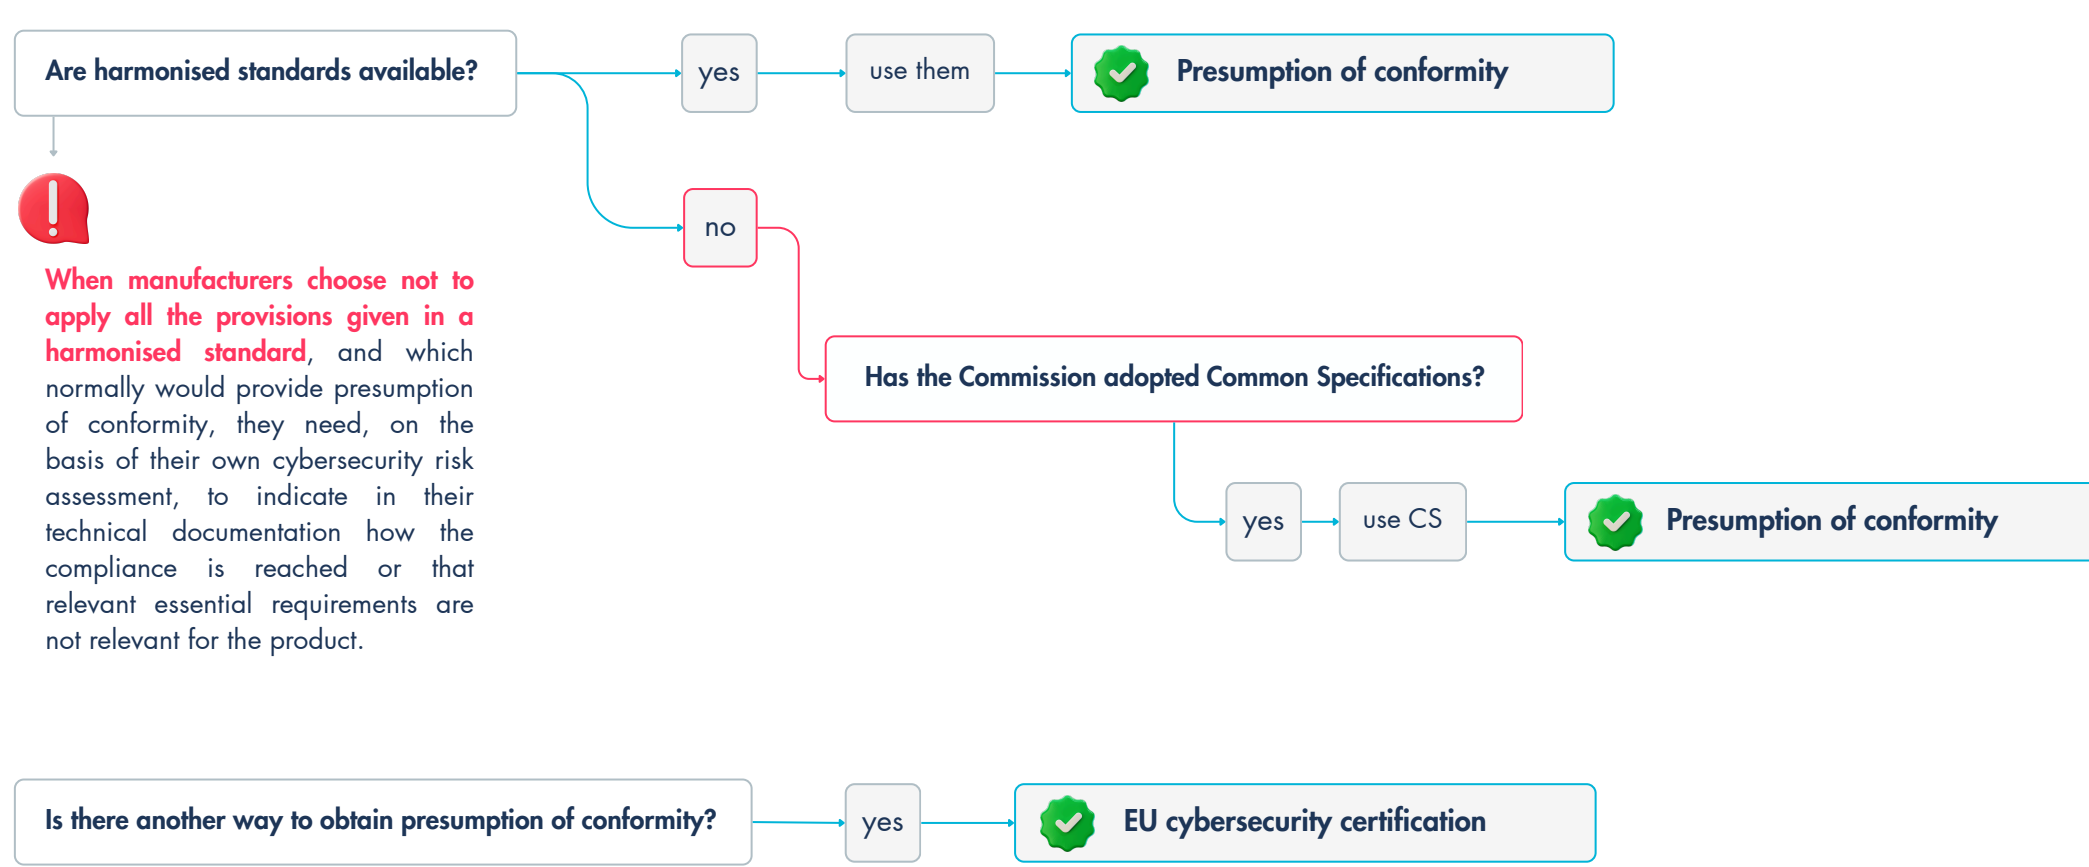 Are harmonised standards available?
yes
use them
Presumption of conformity
no
When manufacturers choose not to
apply all the provisions given in a
harmonised standard, and which
normally would provide presumption
of conformity, they need, on the
basis of their own cybersecurity risk
assessment, to indicate in their
technical documentation how the
compliance is reached or that
relevant essential requirements are
not relevant for the product.
Has the Commission adopted Common Specifications?
yes
use CS
Presumption of conformity
Is there another way to obtain presumption of conformity?
yes
EU cybersecurity certification